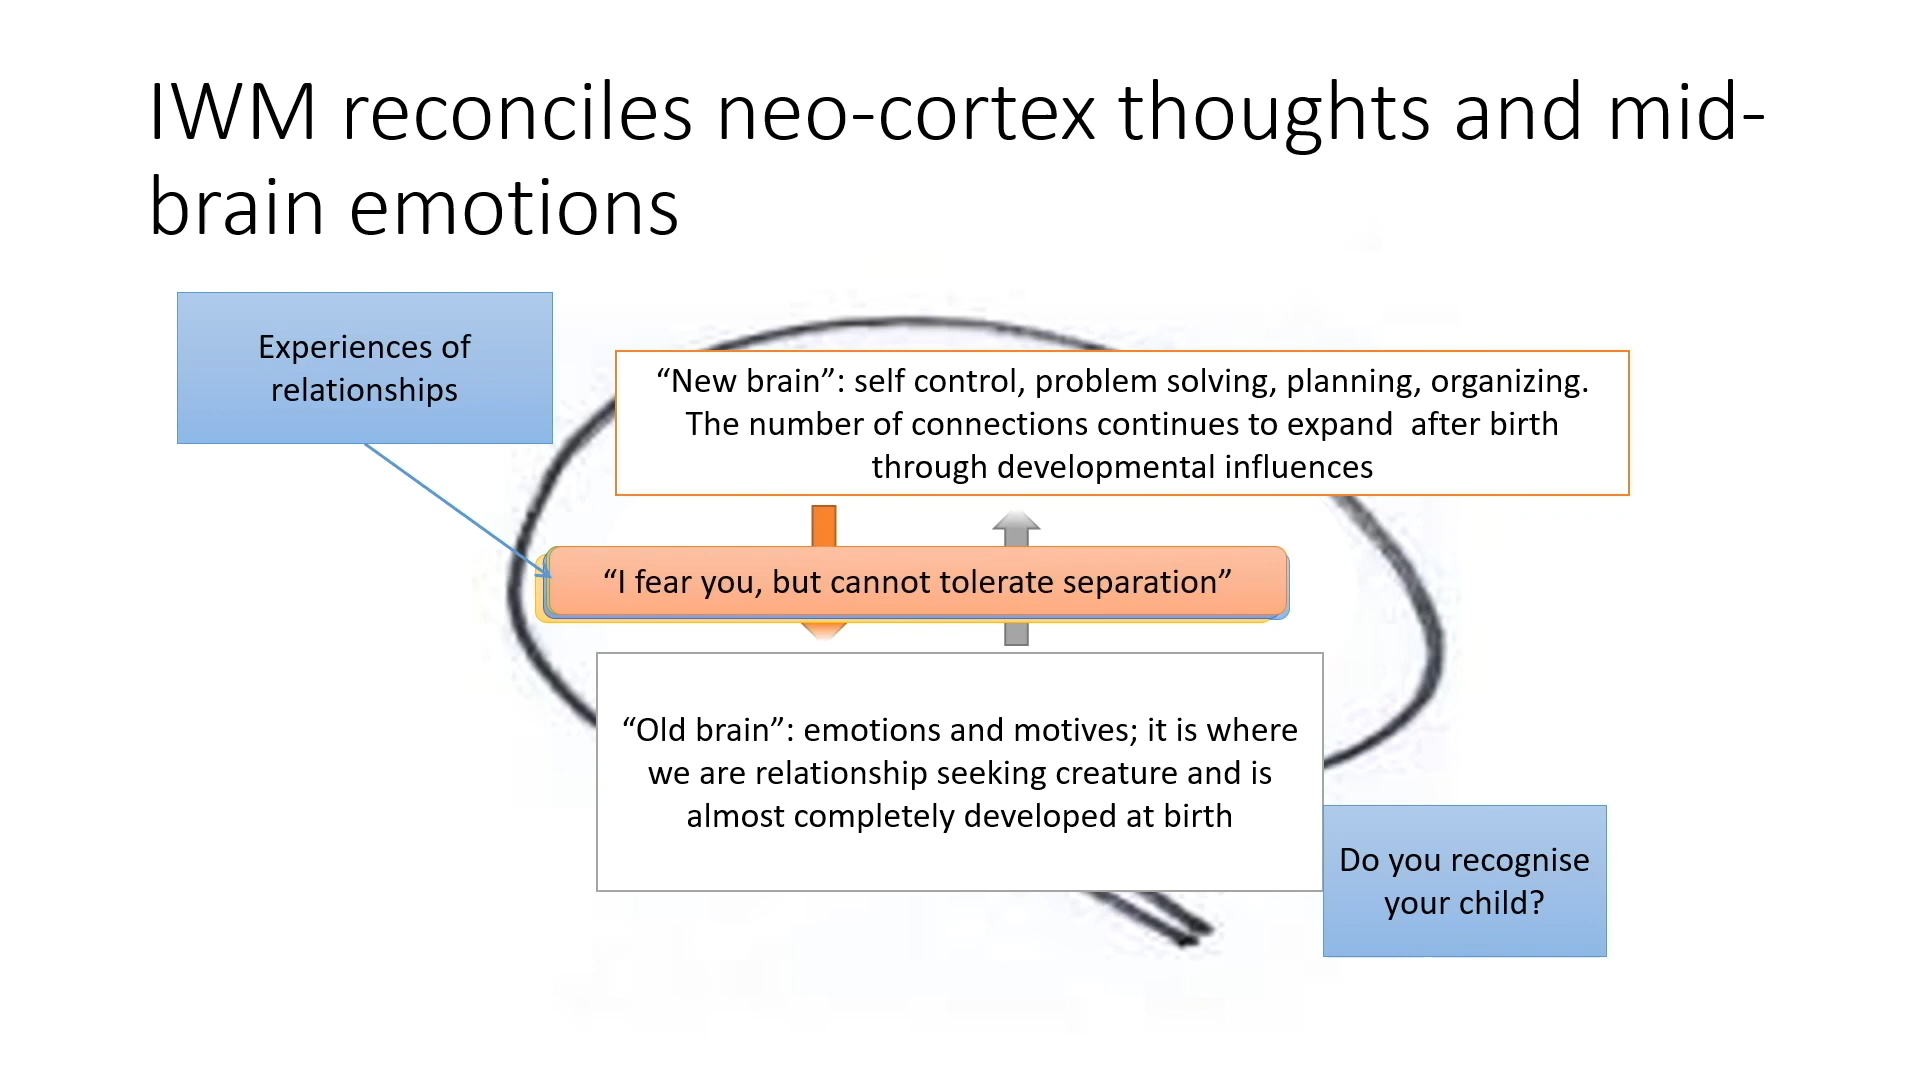 IWM reconciles neo-cortex thoughts and mid-
brain emotions
Experiences of
relationships
“New brain”: self control, problem solving, planning, organizing.
The number of connections continues to expand  after birth
through developmental influences
“I fear you, but cannot tolerate separation”
“Old brain”: emotions and motives; it is where
we are relationship seeking creature and is
almost completely developed at birth
Do you recognise
your child?